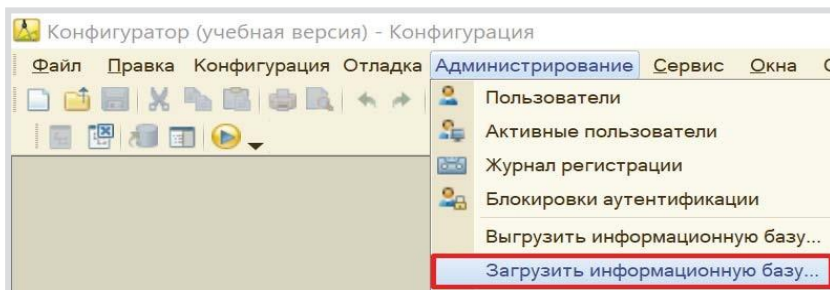 Конфигуратор (учебная версия) - Конфигурация
Файл Правка Конфигурация Отладка Администрирование Сервис Окна
Пользователи
Активные пользователи
Журнал регистрации
Блокировки аутентификации
Выгрузить информационную базу...
Загрузить информационную базу...